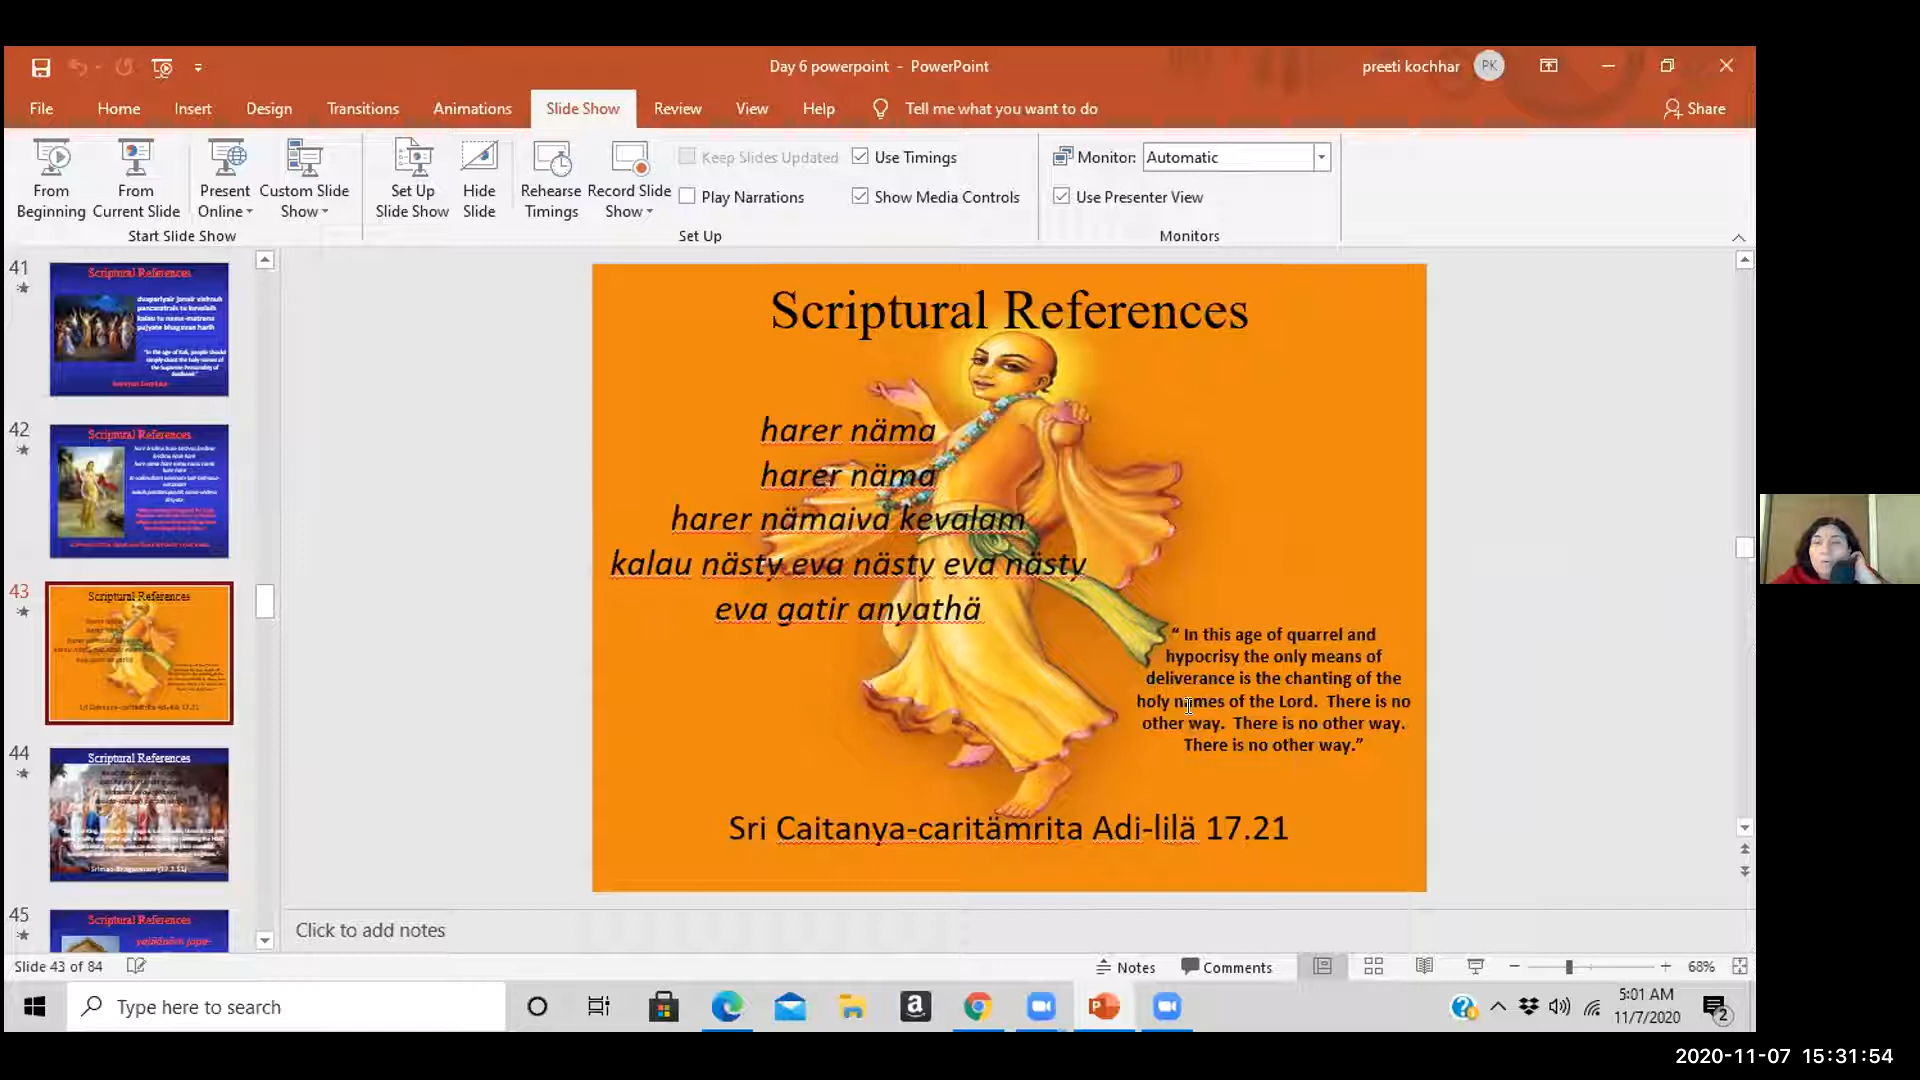 Day 6 powerpoint - PowerPoint
preeti kochhar
PK
File
Home
Insert
Design
Transitions
Animations
Slide Show
Review
View
Help
Tell me what you want to do
Share
From Beginning
From Current Slide
Present Online
Custom Slide Show
Set Up Slide Show
Hide Slide
Rehearse Timings
Record Slide Show
Keep Slides Updated
Use Timings
Play Narrations
Show Media Controls
Monitor:
Automatic
Use Presenter View
Start Slide Show
Set Up
Monitors
41
Scriptural References
42
Scriptural References
43
Scriptural References
44
Scriptural References
45
Scriptural References
Scriptural References
harer näma
harer näma
harer nämaiva kevalam
kalau nästy eva nästy eva nästy
eva gatir anyathä
“ In this age of quarrel and
hypocrisy the only means of
deliverance is the chanting of the
holy names of the Lord. There is no
other way. There is no other way.
There is no other way.”
Sri Caitanya-caritämrita Adi-lilä 17.21
Click to add notes
Slide 43 of 84
Notes
Comments
68%
Type here to search
5:01 AM
11/7/2020
2
2020-11-07 15:31:54